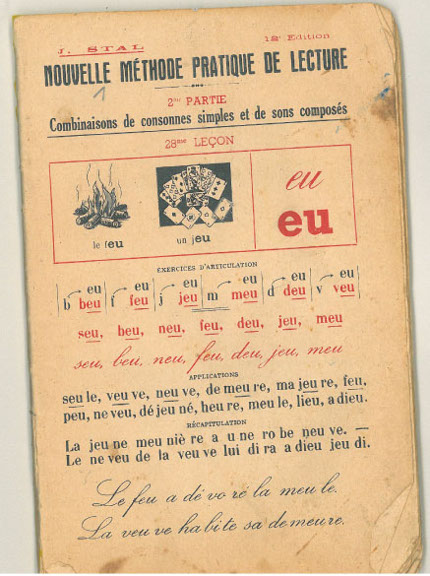 J. STAL 12e Edition
NOUVELLE MÉTHODE PRATIQUE DE LECTURE
1
2me PARTIE
Combinaisons de consonnes simples et de sons composés
28me LEÇON
eu
eu
le feu un jeu
EXERCICES D'ARTICULATION
eu eu eu eu eu eu
b beu f feu j jeu m meu d deu v veu
seu, beu, neu, feu, deu, jeu, meu
seu, beu, neu, feu, deu, jeu, meu
APPLICATIONS
seu le, veu ve, neu ve, de meu re, ma jeu re, feu,
peu, ne veu, dé jeu né, heu re, meu le, lieu, a dieu.
RÉCAPITULATION
La jeu ne meu niè re a u ne ro be neu ve. —
Le ne veu de la veu ve lui di ra a dieu jeu di.
Le feu a dé vo ré la meu le.
La veu ve ha bite sa de meu re.